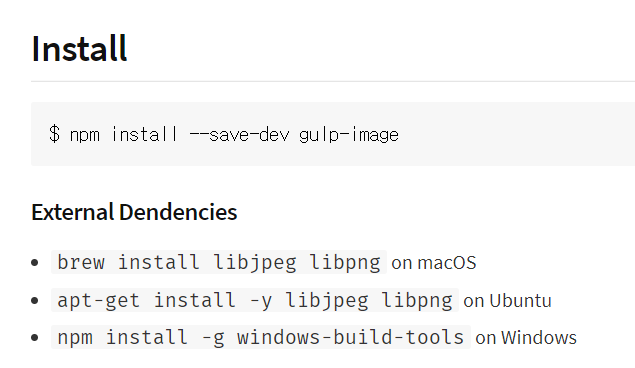 Install
$ npm install --save-dev gulp-image
External Dendencies
brew install libjpeg libpng on macOS
apt-get install -y libjpeg libpng on Ubuntu
npm install -g windows-build-tools on Windows